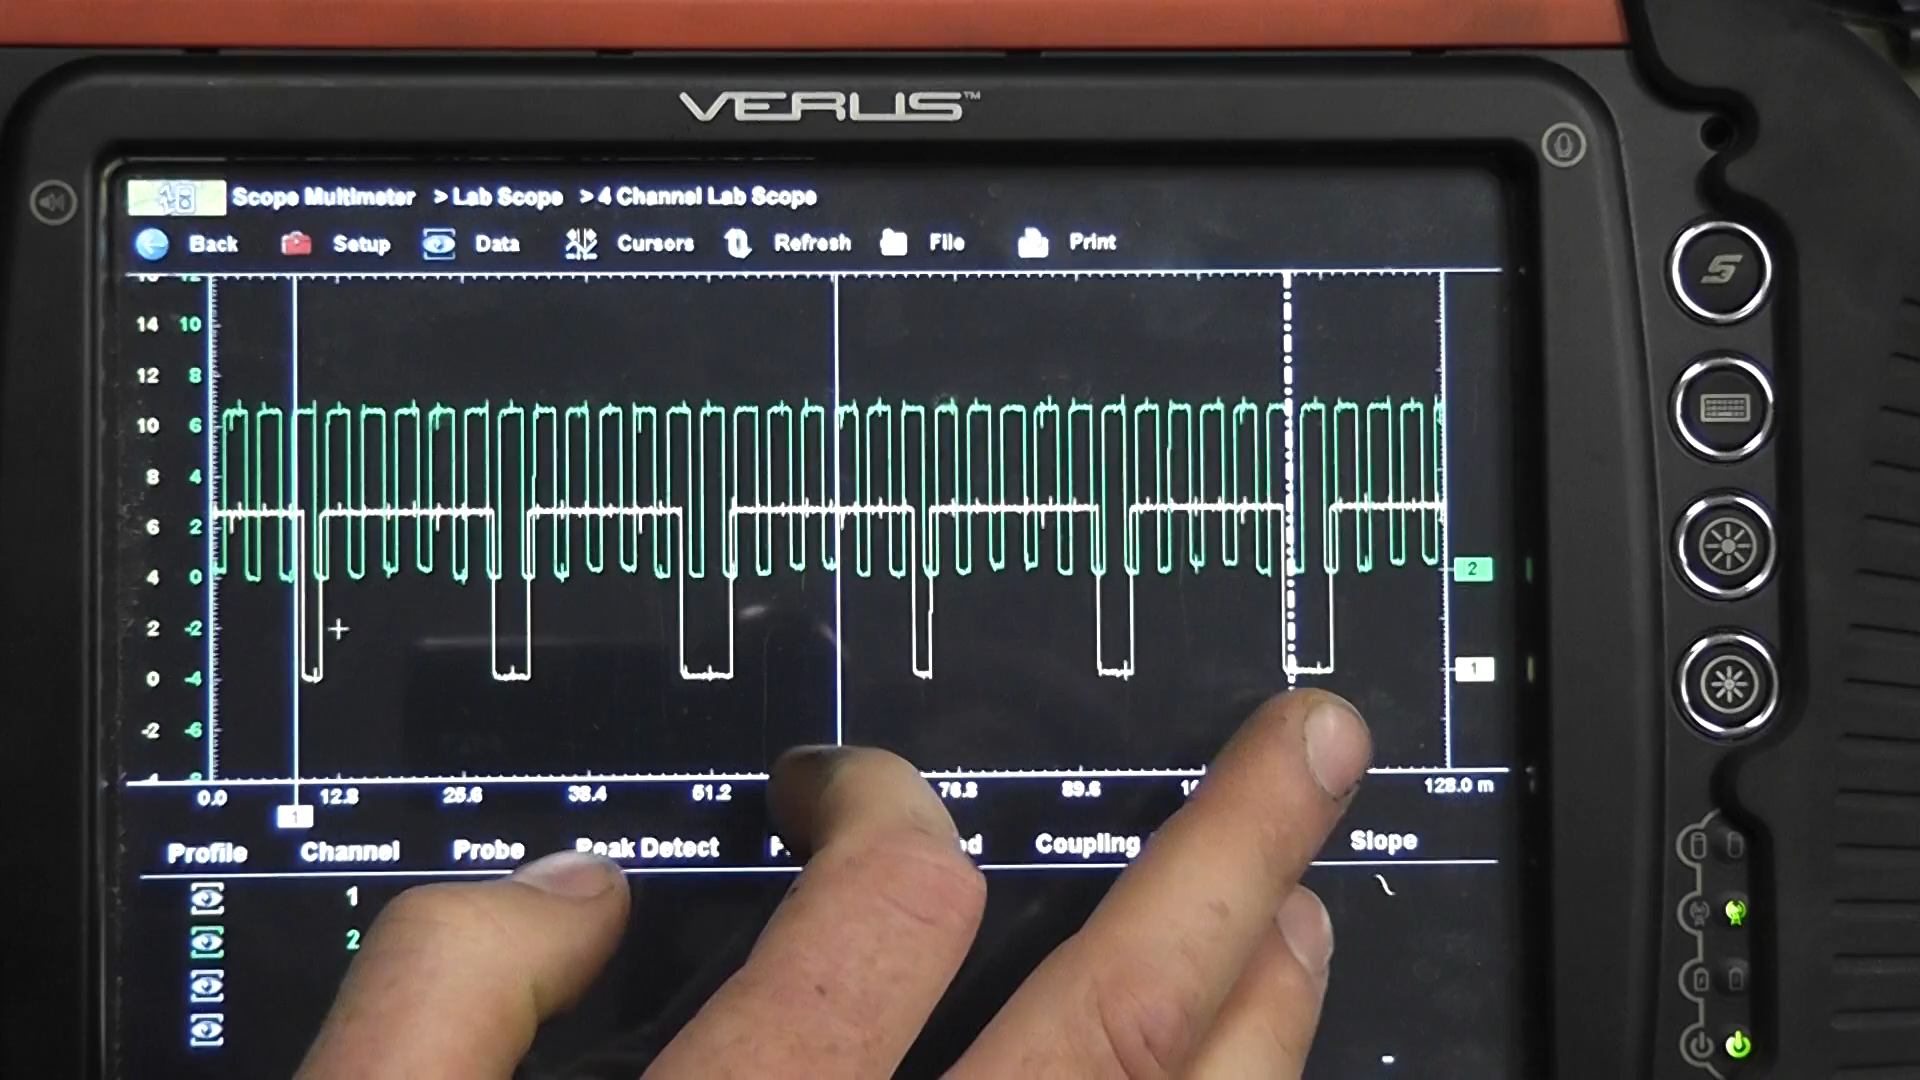 VERUS™
Scope Multimeter > Lab Scope > 4 Channel Lab Scope
Back Setup Data Cursors Refresh File Print
14 10
12 8
10 6
8 4
6 2
4 0
2 -2
0 -4
-2 -6
2
1
0.0 12.8 25.6 38.4 51.2 76.8 89.6 128.0 m
1
Profile Channel Probe Peak Detect Coupling Slope
1
2